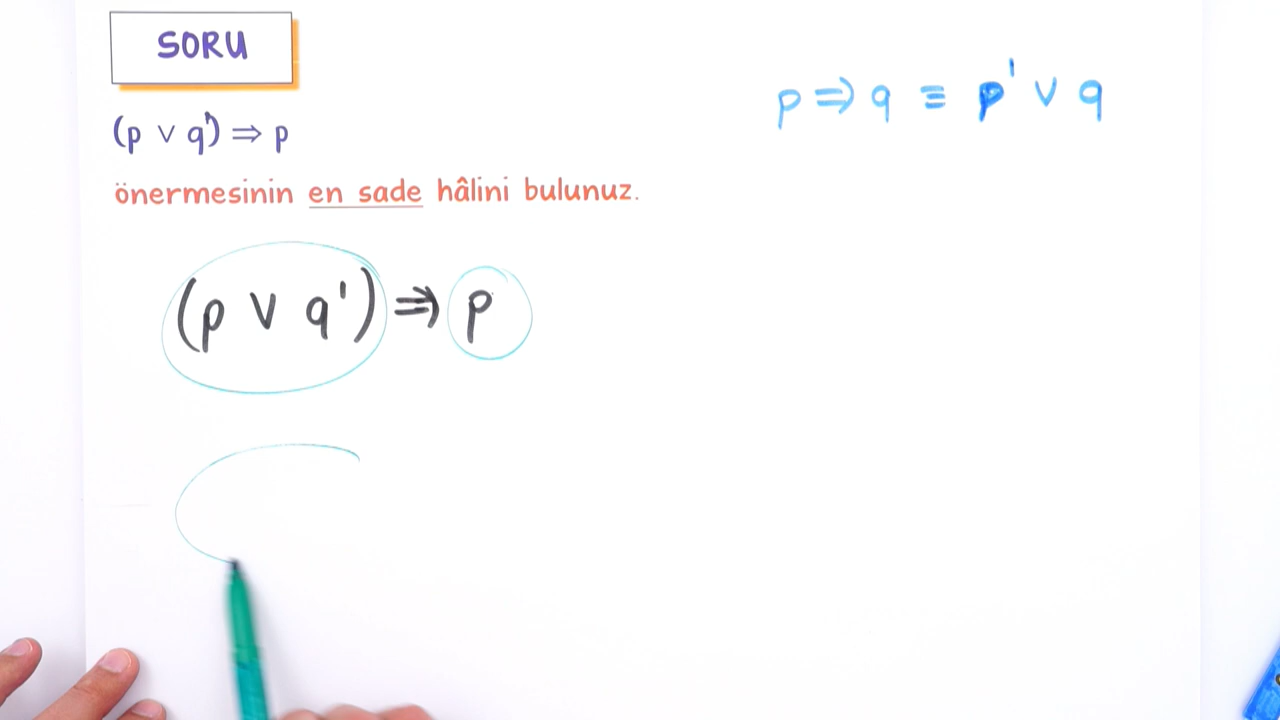 SORU
(p ∨ q') ⇒ p
önermesinin en sade hâlini bulunuz.
p ⇒ q ≡ p' ∨ q
(p ∨ q') ⇒ p